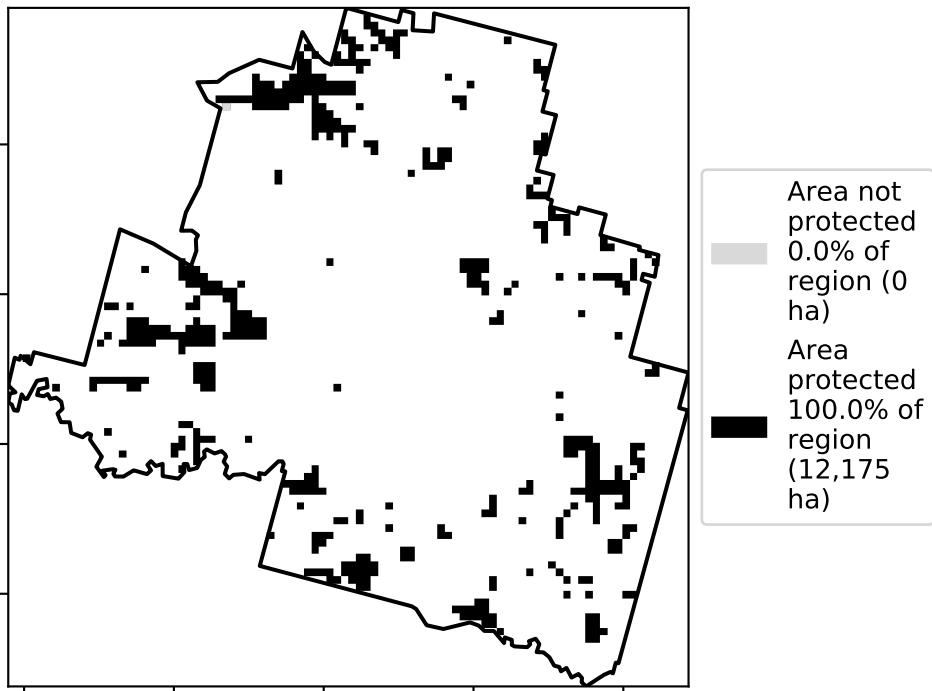 Area not
protected
0.0% of
region (0
ha)
Area
protected
100.0% of
region
(12,175
ha)